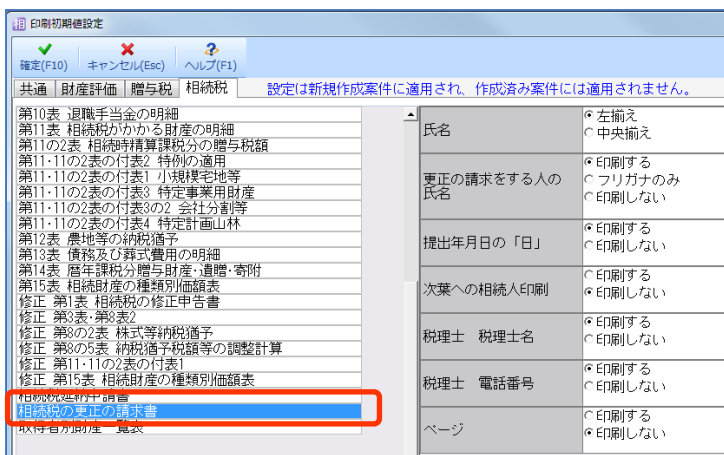 相 印刷初期値設定
確定(F10) キャンセル(Esc) ヘルプ(F1)
共通 財産評価 贈与税 相続税 設定は新規作成案件に適用され、作成済み案件には適用されません。
第10表 退職手当金の明細
第11表 相続税がかかる財産の明細
第11の2表 相続時精算課税分の贈与税額
第11・11の2表の付表2 特例の適用
第11・11の2表の付表1 小規模宅地等
第11・11の2表の付表3 特定事業用財産
第11・11の2表の付表3の2 会社分割等
第11・11の2表の付表4 特定計画山林
第12表 農地等の納税猶予
第13表 債務及び葬式費用の明細
第14表 暦年課税分贈与財産・遺贈・寄附
第15表 相続財産の種類別価額表
修正 第1表 相続税の修正申告書
修正 第3表・第8表2
修正 第8の2表 株式等納税猶予
修正 第8の5表 納税猶予税額等の調整計算
修正 第11・11の2表の付表1
修正 第15表 相続財産の種類別価額表
相続税延納申請書
相続税の更正の請求書
取得者別財産一覧表
氏名
左揃え
中央揃え
更正の請求をする人の
氏名
印刷する
フリガナのみ
印刷しない
提出年月日の「日」
印刷する
印刷しない
次葉への相続人印刷
印刷する
印刷しない
税理士 税理士名
印刷する
印刷しない
税理士 電話番号
印刷する
印刷しない
ページ
印刷する
印刷しない